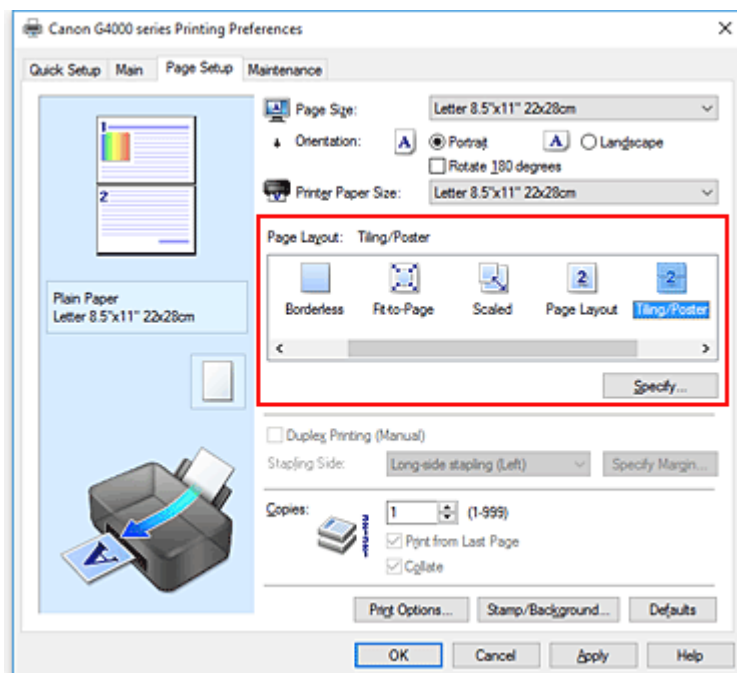 Canon G4000 series Printing Preferences
Quick Setup Main Page Setup Maintenance
1
2
Plain Paper
Letter 8.5"x11" 22x28cm
Page Size: Letter 8.5"x11" 22x28cm
Orientation: A Portrait A Landscape
Rotate 180 degrees
Printer Paper Size: Letter 8.5"x11" 22x28cm
Page Layout: Tiling/Poster
2 2
Borderless Fit-to-Page Scaled Page Layout Tiling/Poster
Specify...
Duplex Printing (Manual)
Stapling Side: Long-side stapling (Left) Specify Margin...
Copies: 1 (1-999)
Print from Last Page
Collate
A
Print Options... Stamp/Background... Defaults
OK Cancel Apply Help